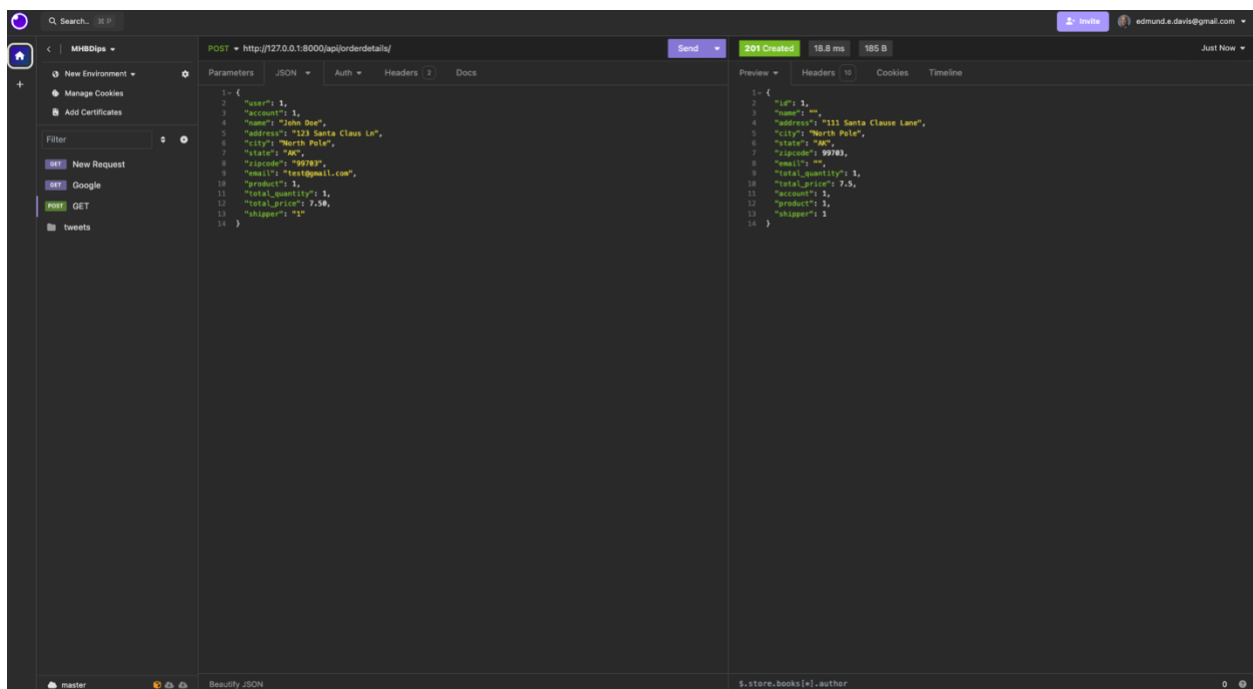 Search.. ⌘ P
Invite
edmund.e.davis@gmail.com
MHBDips
New Environment
Manage Cookies
Add Certificates
Filter
GET New Request
GET Google
POST GET
tweets
master
POST http://127.0.0.1:8000/api/orderdetails/ Send
Parameters JSON Auth Headers 2 Docs
1 {
2 "user": 1,
3 "account": 1,
4 "name": "John Doe",
5 "address": "123 Santa Claus Ln",
6 "city": "North Pole",
7 "state": "AK",
8 "zipcode": "99703",
9 "email": "test@gmail.com",
10 "product": 1,
11 "total_quantity": 1,
12 "total_price": 7.50,
13 "shipper": "1"
14 }
Beautify JSON
201 Created 18.8 ms 185 B Just Now
Preview Headers 10 Cookies Timeline
1 {
2 "id": 1,
3 "name": "",
4 "address": "111 Santa Clause Lane",
5 "city": "North Pole",
6 "state": "AK",
7 "zipcode": 99703,
8 "email": "",
9 "total_quantity": 1,
10 "total_price": 7.5,
11 "account": 1,
12 "product": 1,
13 "shipper": 1
14 }
$.store.books[*].author 0